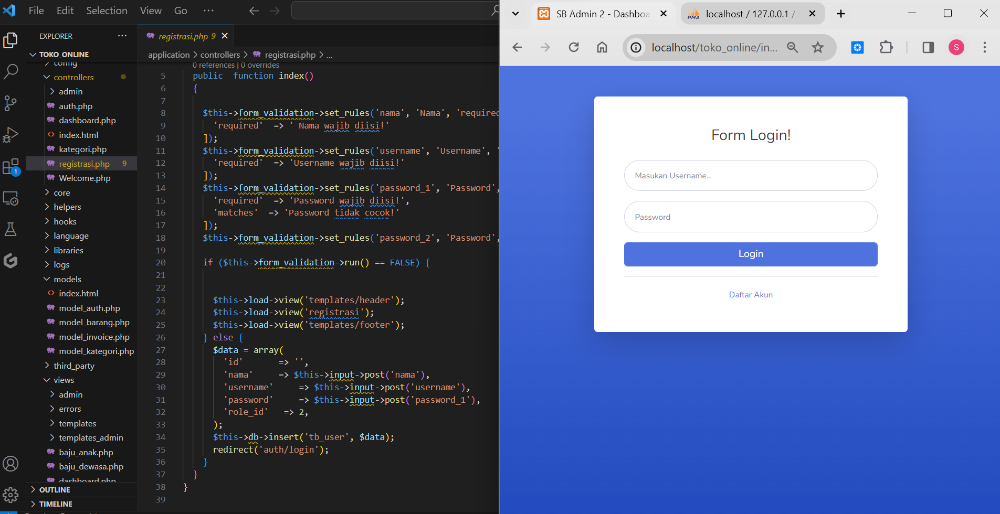 File Edit Selection View Go ...
EXPLORER ...
TOKO_ONLINE
config
controllers
admin
auth.php
dashboard.php
index.html
kategori.php
registrasi.php 9
Welcome.php
core
helpers
hooks
language
libraries
logs
models
index.html
model_auth.php
model_barang.php
model_invoice.php
model_kategori.php
third_party
views
admin
errors
templates
templates_admin
baju_anak.php
baju_dewasa.php
dashboard.php
OUTLINE
TIMELINE
1
registrasi.php 9
application > controllers > registrasi.php > ...
0 references | 0 overrides
5 public function index()
6 {
7
8 $this->form_validation->set_rules('nama', 'Nama', 'required
9 'required' => ' Nama wajib diisi!'
10 ]);
11 $this->form_validation->set_rules('username', 'Username', '
12 'required' => 'Username wajib diisi!'
13 ]);
14 $this->form_validation->set_rules('password_1', 'Password',
15 'required' => 'Password wajib diisi!',
16 'matches' => 'Password tidak cocok!'
17 ]);
18 $this->form_validation->set_rules('password_2', 'Password',
19
20 if ($this->form_validation->run() == FALSE) {
21
22
23 $this->load->view('templates/header');
24 $this->load->view('registrasi');
25 $this->load->view('templates/footer');
26 } else {
27 $data = array(
28 'id' => '',
29 'nama' => $this->input->post('nama'),
30 'username' => $this->input->post('username'),
31 'password' => $this->input->post('password_1'),
32 'role_id' => 2,
33 );
34 $this->db->insert('tb_user', $data);
35 redirect('auth/login');
36 }
37 }
38 }
39
SB Admin 2 - Dashboa
PMA localhost / 127.0.0.1 /
localhost/toko_online/in...
S
Form Login!
Masukan Username...
Password
Login
Daftar Akun